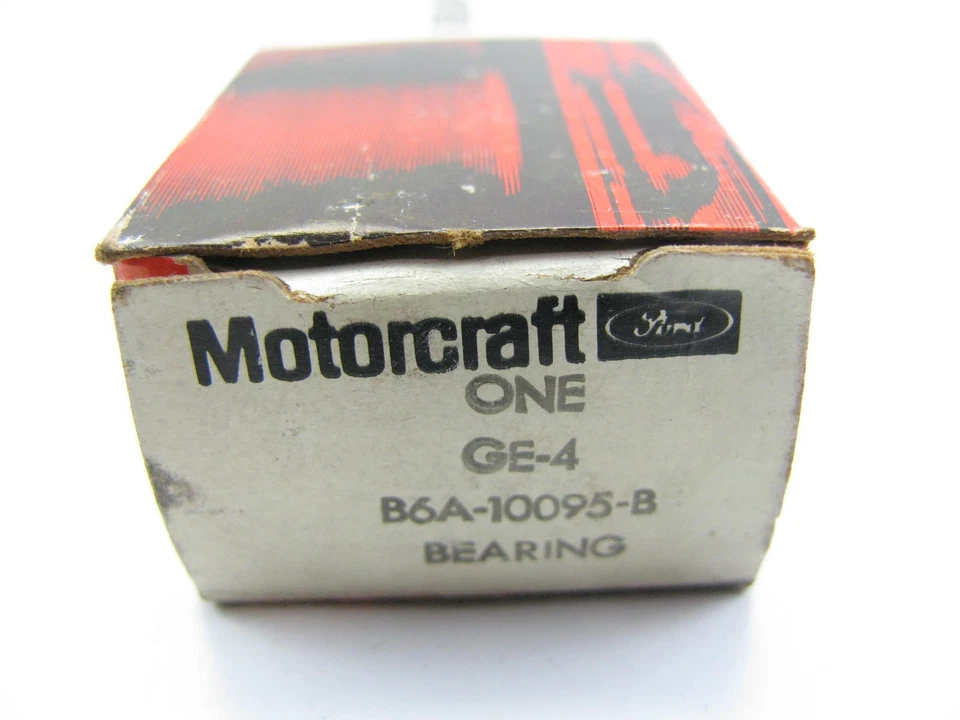 Motorcraft Ford
ONE
GE-4
B6A-10095-B
BEARING